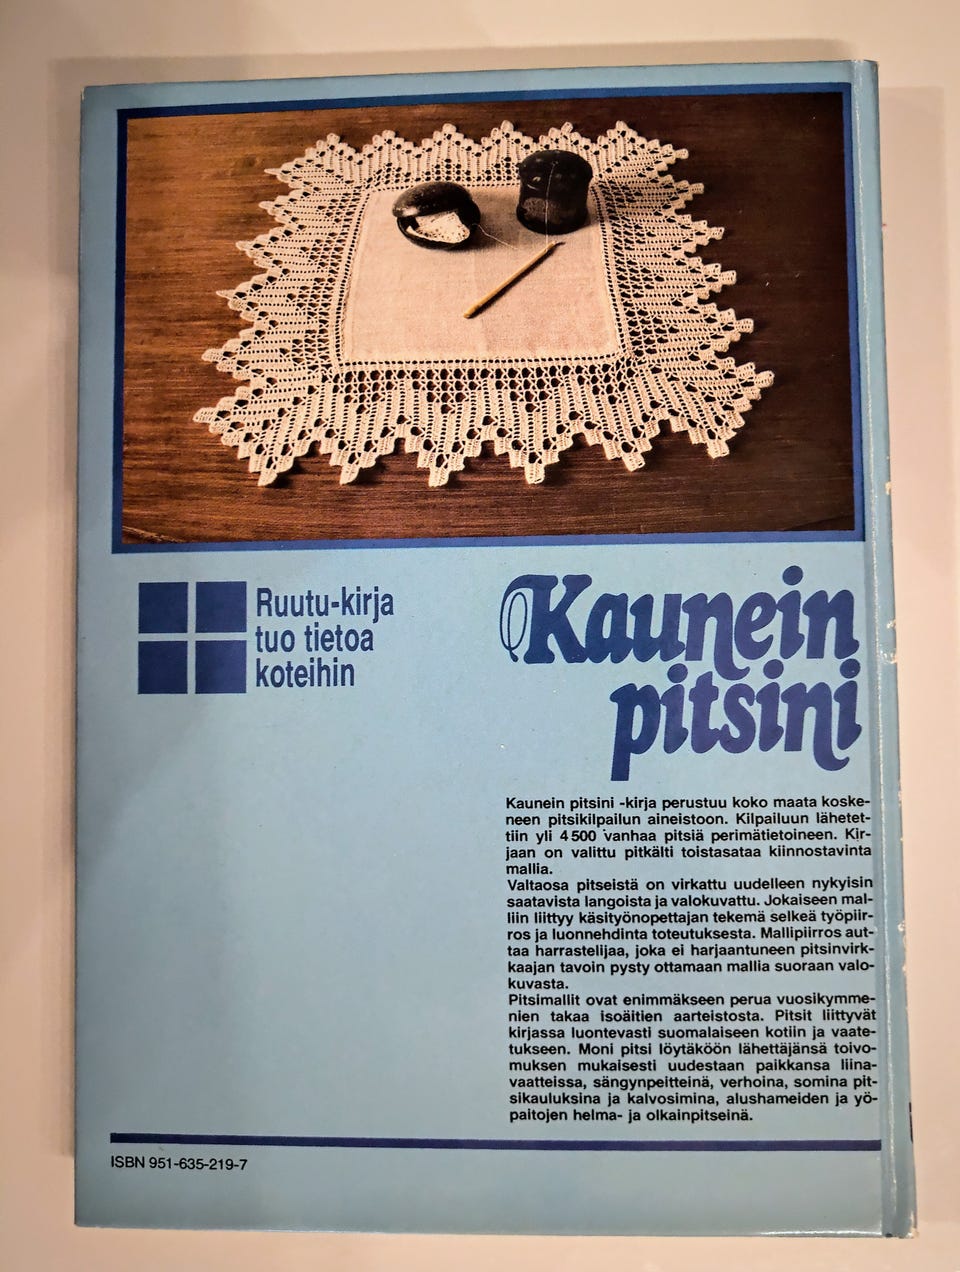 Ruutu-kirja
tuo tietoa
koteihin
Kaunein
pitsini
Kaunein pitsini -kirja perustuu koko maata koske-
neen pitsikilpailun aineistoon. Kilpailuun lähetet-
tiin yli 4 500 vanhaa pitsiä perimätietoineen. Kir-
jaan on valittu pitkälti toistasataa kiinnostavinta
mallia.
Valtaosa pitseistä on virkattu uudelleen nykyisin
saatavista langoista ja valokuvattu. Jokaiseen mal-
liin liittyy käsityönopettajan tekemä selkeä työpiir-
ros ja luonnehdinta toteutuksesta. Mallipiirros aut-
taa harrastelijaa, joka ei harjaantuneen pitsinvirk-
kaajan tavoin pysty ottamaan mallia suoraan valo-
kuvasta.
Pitsimallit ovat enimmäkseen perua vuosikymme-
nien takaa isoäitien aarteistosta. Pitsit liittyvät
kirjassa luontevasti suomalaiseen kotiin ja vaate-
tukseen. Moni pitsi löytäköön lähettäjänsä toivo-
muksen mukaisesti uudestaan paikkansa liina-
vaatteissa, sängynpeitteinä, verhoina, somina pit-
sikauluksina ja kalvosimina, alushameiden ja yö-
paitojen helma- ja olkainpitseinä.
ISBN 951-635-219-7